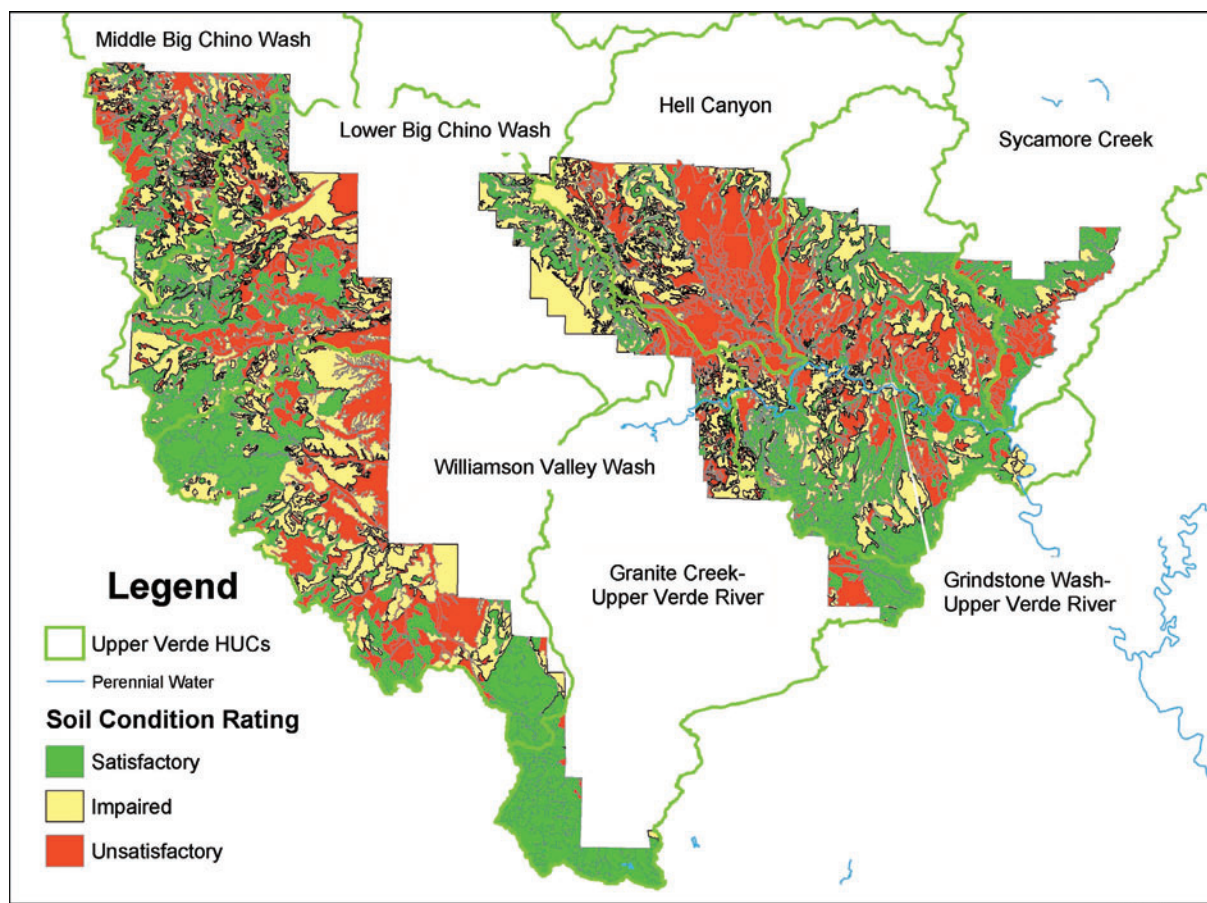 Middle Big Chino Wash
Hell Canyon
Lower Big Chino Wash
Sycamore Creek
Williamson Valley Wash
Granite Creek-
Upper Verde River
Grindstone Wash-
Upper Verde River
Legend
Upper Verde HUCs
Perennial Water
Soil Condition Rating
Satisfactory
Impaired
Unsatisfactory